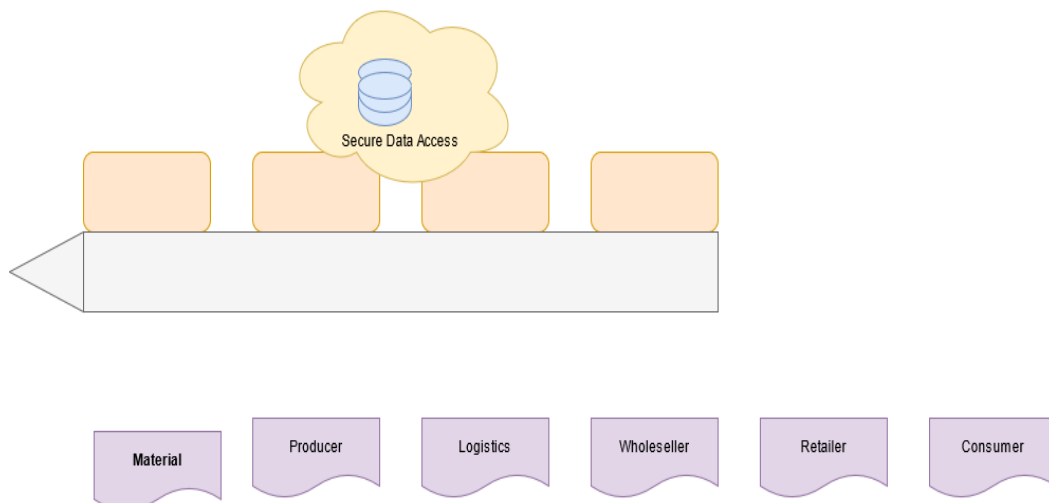 Secure Data Access
Material
Producer
Logistics
Wholeseller
Retailer
Consumer